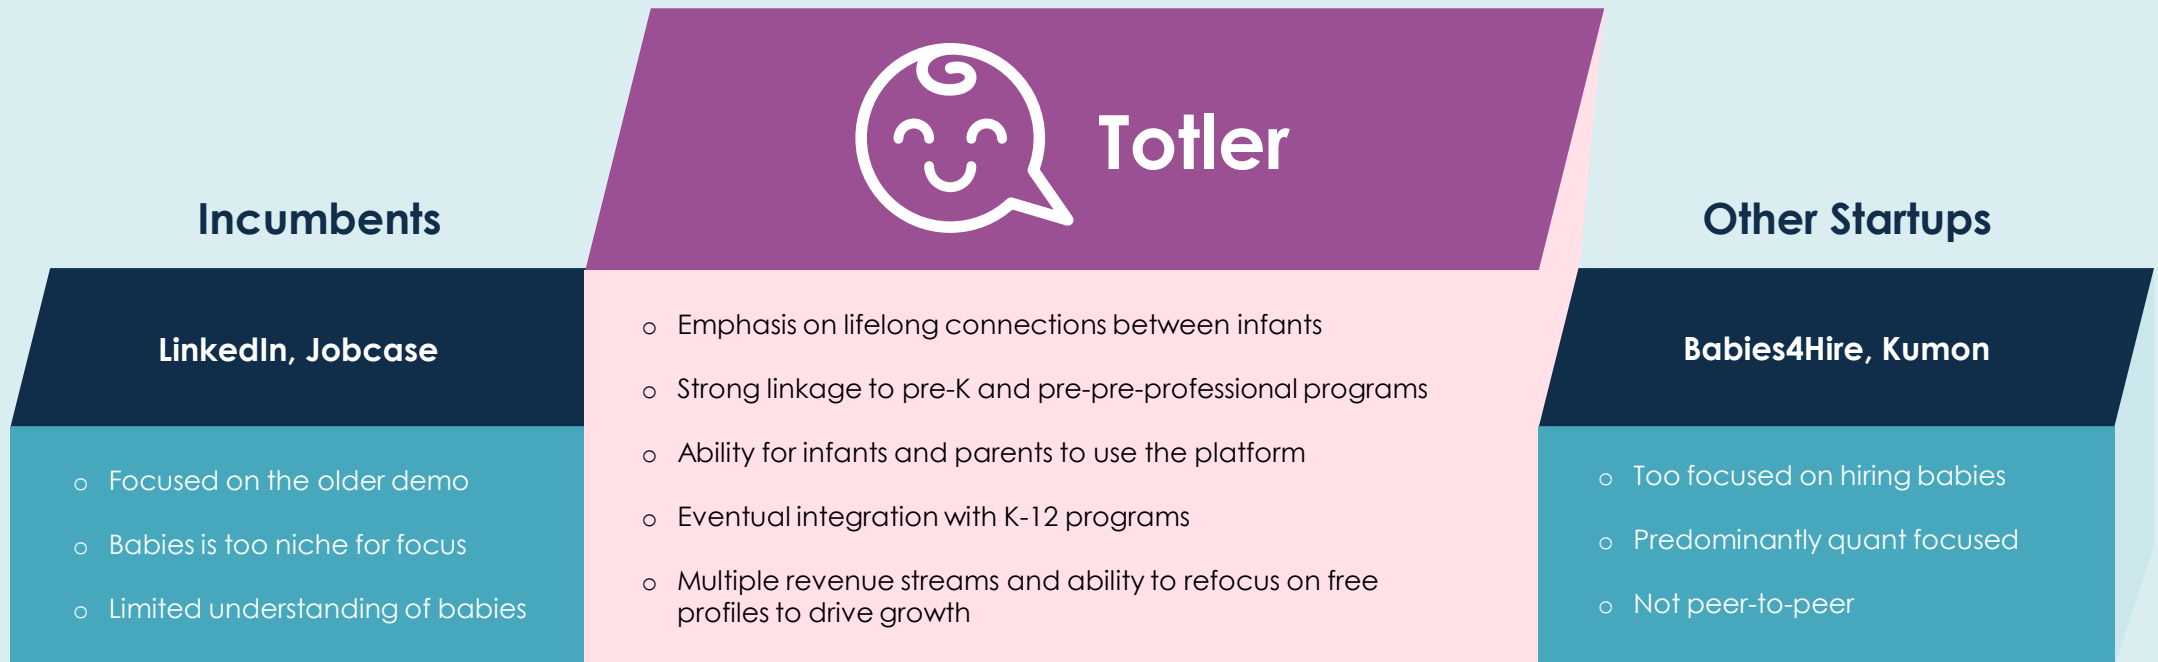 Totler
Incumbents
LinkedIn, Jobcase
o Focused on the older demo
o Babies is too niche for focus
o Limited understanding of babies
o Emphasis on lifelong connections between infants
o Strong linkage to pre-K and pre-pre-professional programs
o Ability for infants and parents to use the platform
o Eventual integration with K-12 programs
o Multiple revenue streams and ability to refocus on free
profiles to drive growth
Other Startups
Babies4Hire, Kumon
o Too focused on hiring babies
o Predominantly quant focused
o Not peer-to-peer